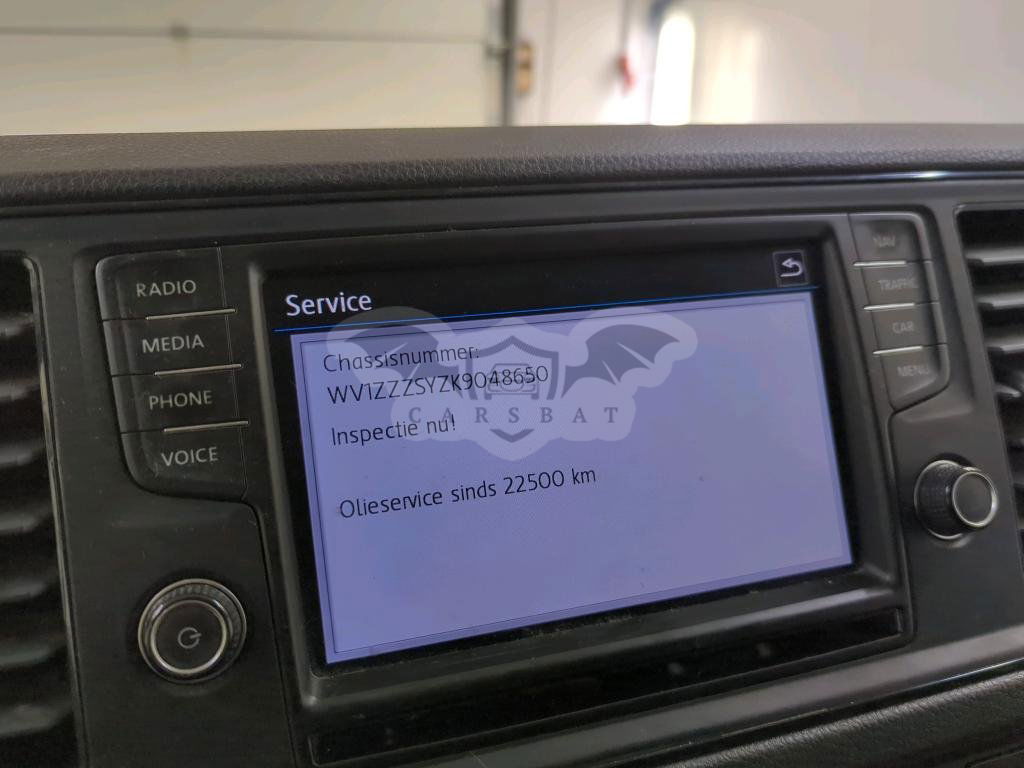 RADIO
MEDIA
PHONE
VOICE
Service
Chassisnummer:
WV1ZZZSYZK9048650
Inspectie nu!
Olieservice sinds 22500 km
CARSBAT
NAV
TRAFFIC
CAR
MENU